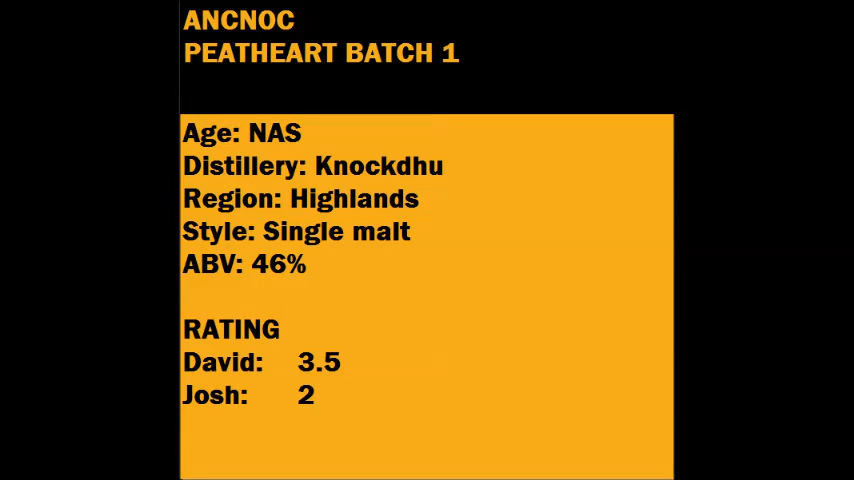 ANCNOC
PEATHEART BATCH 1
Age: NAS
Distillery: Knockdhu
Region: Highlands
Style: Single malt
ABV: 46%
RATING
David: 3.5
Josh: 2